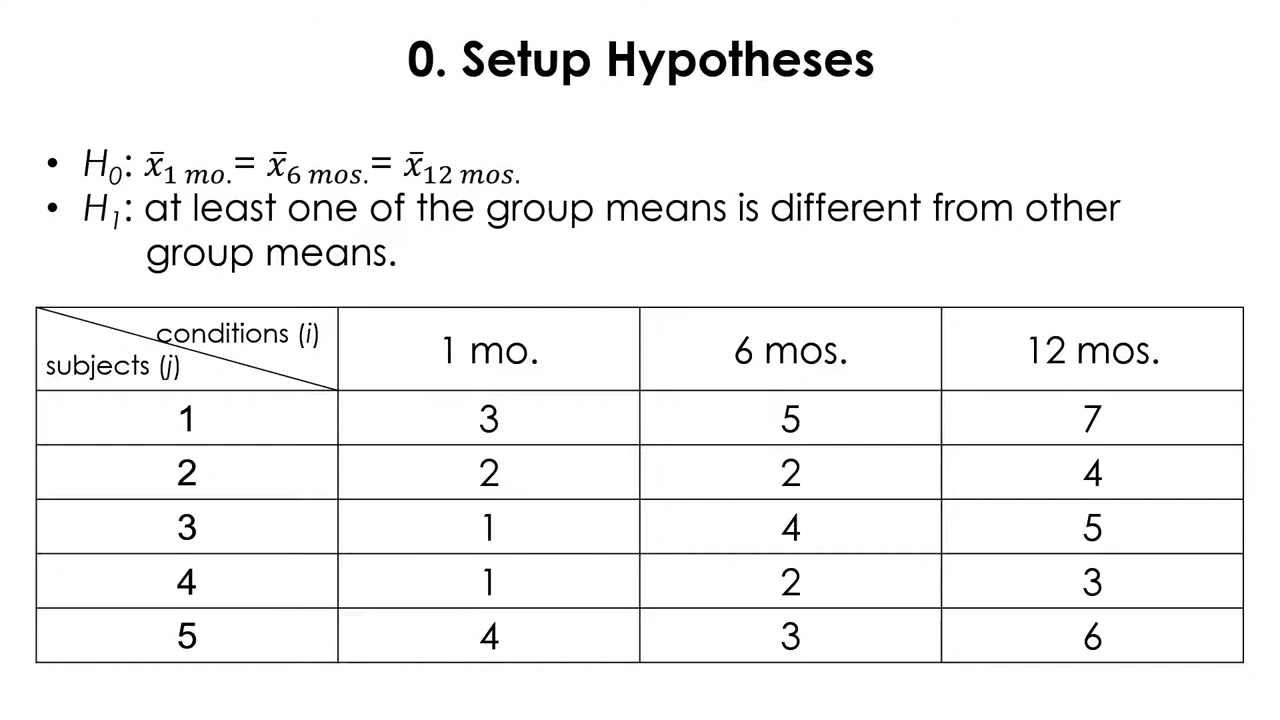 0. Setup Hypotheses
• H₀: x̄₁ ₘₒ. = x̄₆ ₘₒₛ. = x̄₁₂ ₘₒₛ.
• H₁: at least one of the group means is different from other
group means.
conditions (i)
subjects (j)
1 mo. 6 mos. 12 mos.
1 3 5 7
2 2 2 4
3 1 4 5
4 1 2 3
5 4 3 6